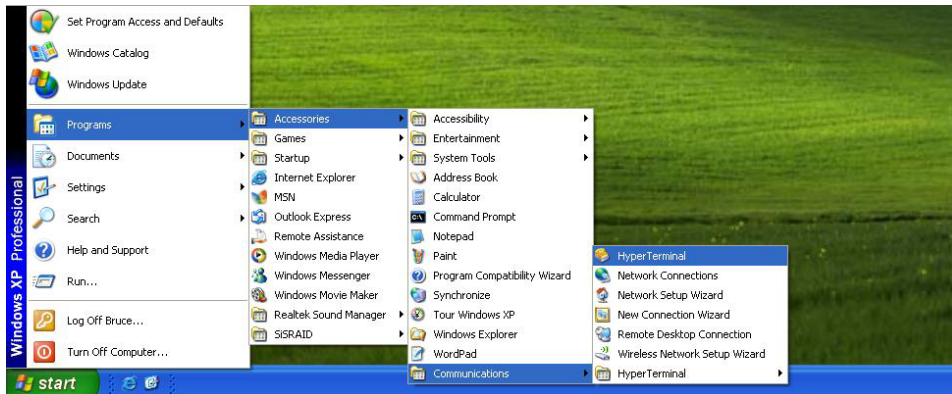 Set Program Access and Defaults
Windows Catalog
Windows Update
Programs
Documents
Settings
Search
Help and Support
Run...
Log Off Bruce...
Turn Off Computer...
Windows XP Professional
start
Accessories
Games
Startup
Internet Explorer
MSN
Outlook Express
Remote Assistance
Windows Media Player
Windows Messenger
Windows Movie Maker
Realtek Sound Manager
SiSRAID
Accessibility
Entertainment
System Tools
Address Book
Calculator
Command Prompt
Notepad
Paint
Program Compatibility Wizard
Synchronize
Tour Windows XP
Windows Explorer
WordPad
Communications
HyperTerminal
Network Connections
Network Setup Wizard
New Connection Wizard
Remote Desktop Connection
Wireless Network Setup Wizard
HyperTerminal